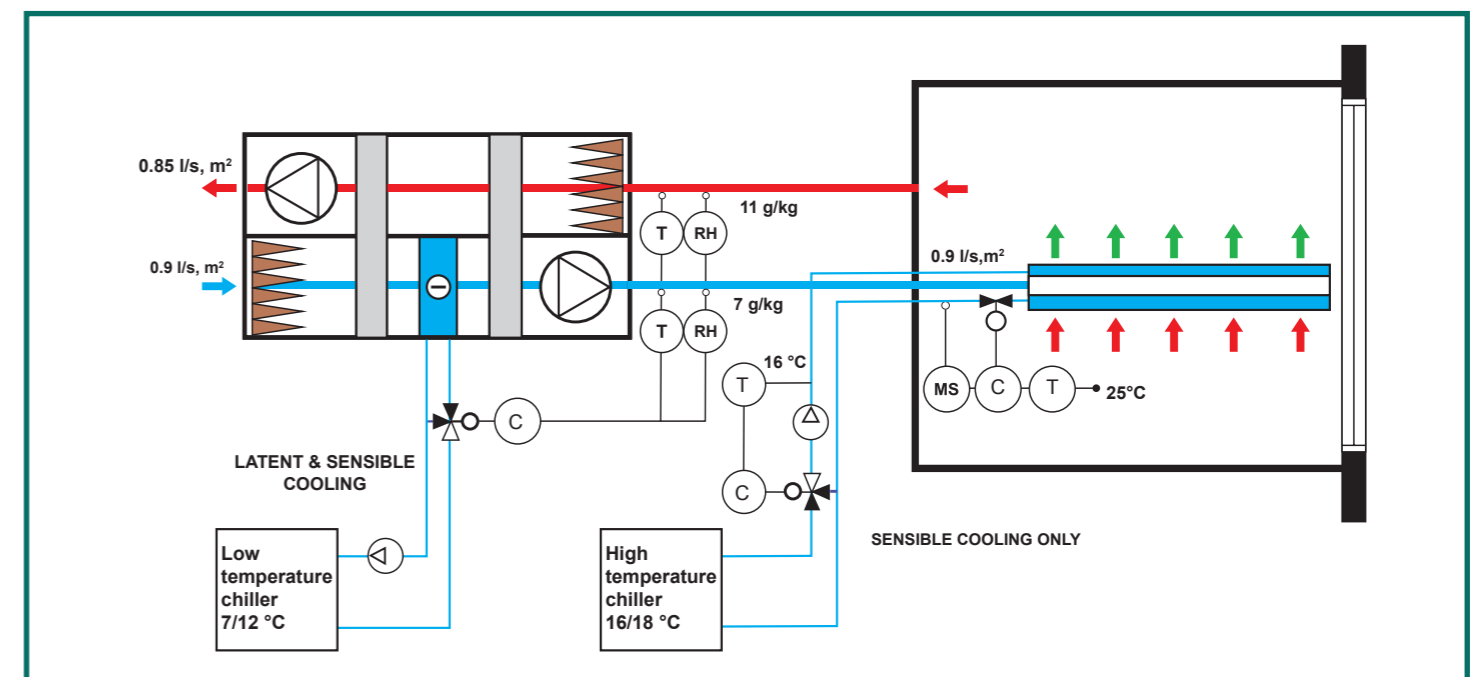 0.85 l/s, m²
11 g/kg
T
RH
0.9 l/s, m²
0.9 l/s,m²
7 g/kg
T
RH
16 °C
T
MS
C
T
25°C
C
LATENT & SENSIBLE
COOLING
C
SENSIBLE COOLING ONLY
Low
temperature
chiller
7/12 °C
High
temperature
chiller
16/18 °C